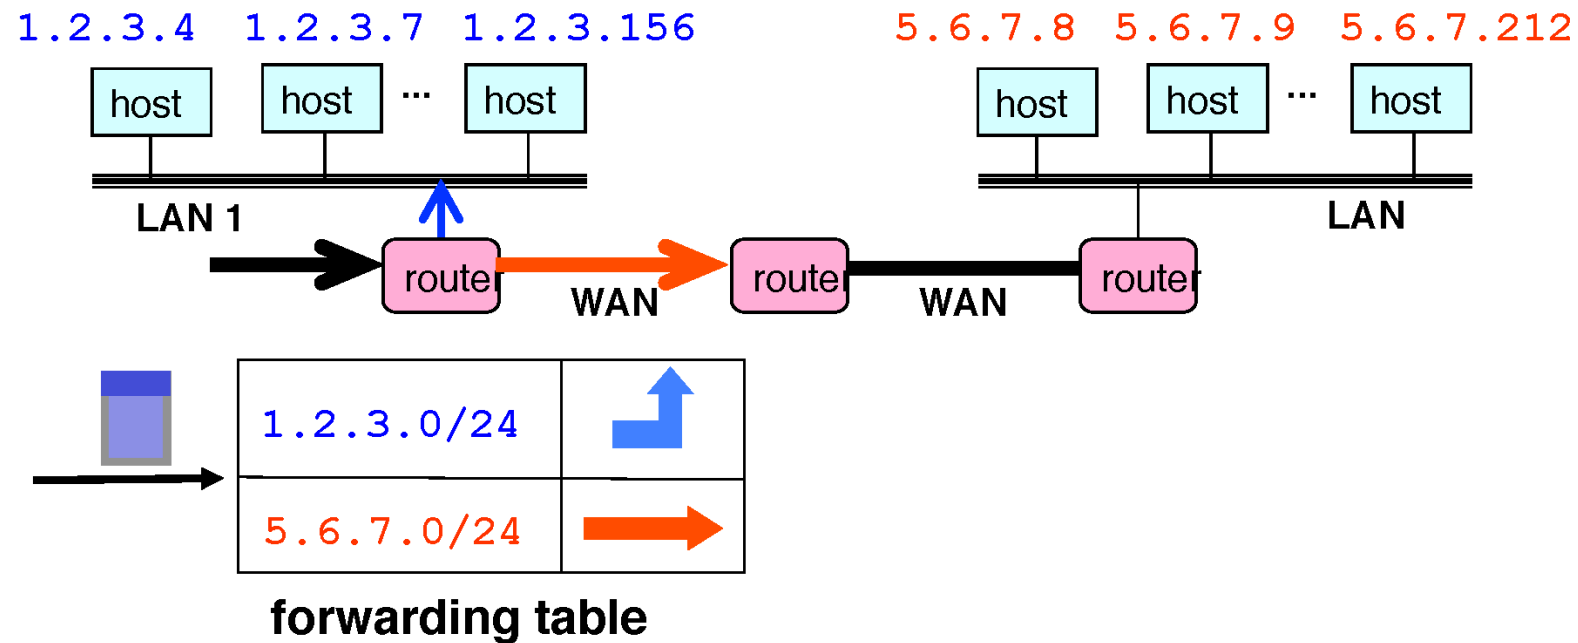 1.2.3.4 1.2.3.7 1.2.3.156 5.6.7.8 5.6.7.9 5.6.7.212
host host ... host host host ... host
LAN 1 LAN
router router router
WAN WAN
1.2.3.0/24
5.6.7.0/24
forwarding table